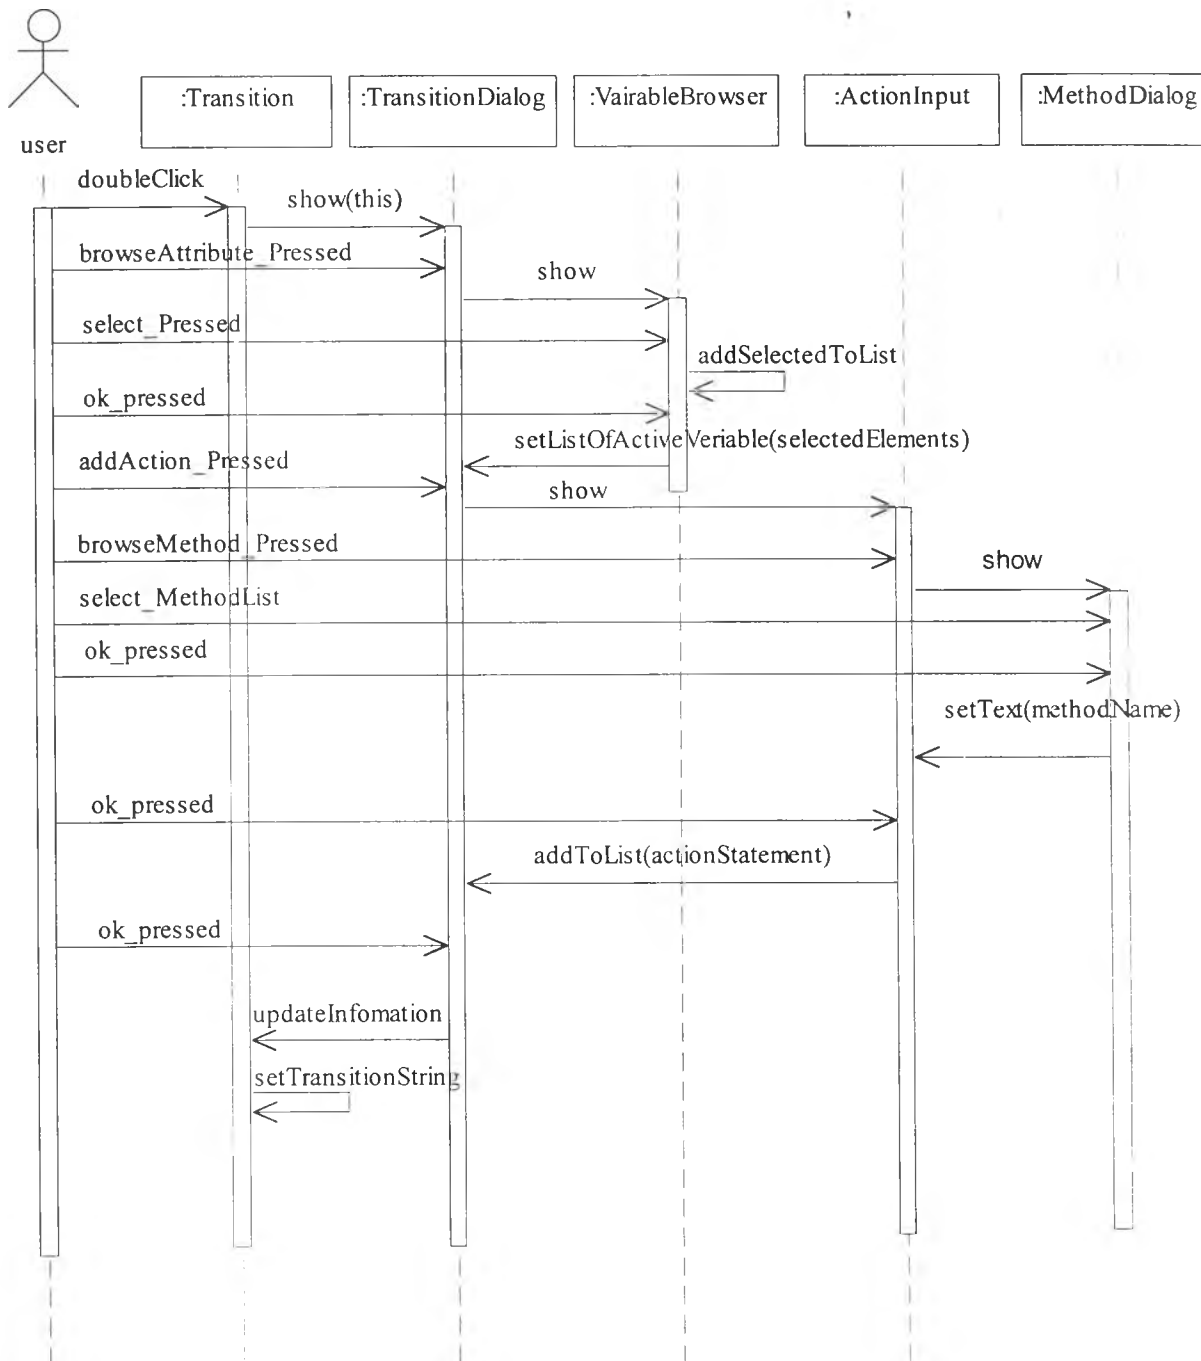 :Transition
:TransitionDialog
:VairableBrowser
:ActionInput
:MethodDialog
user
doubleClick
show(this)
browseAttribute_Pressed
show
select_Pressed
addSelectedToList
ok_pressed
setListOfActiveVeriable(selectedElements)
addAction_Pressed
show
browseMethod_Pressed
show
select_MethodList
ok_pressed
setText(methodName)
ok_pressed
addToList(actionStatement)
ok_pressed
updateInfomation
setTransitionString